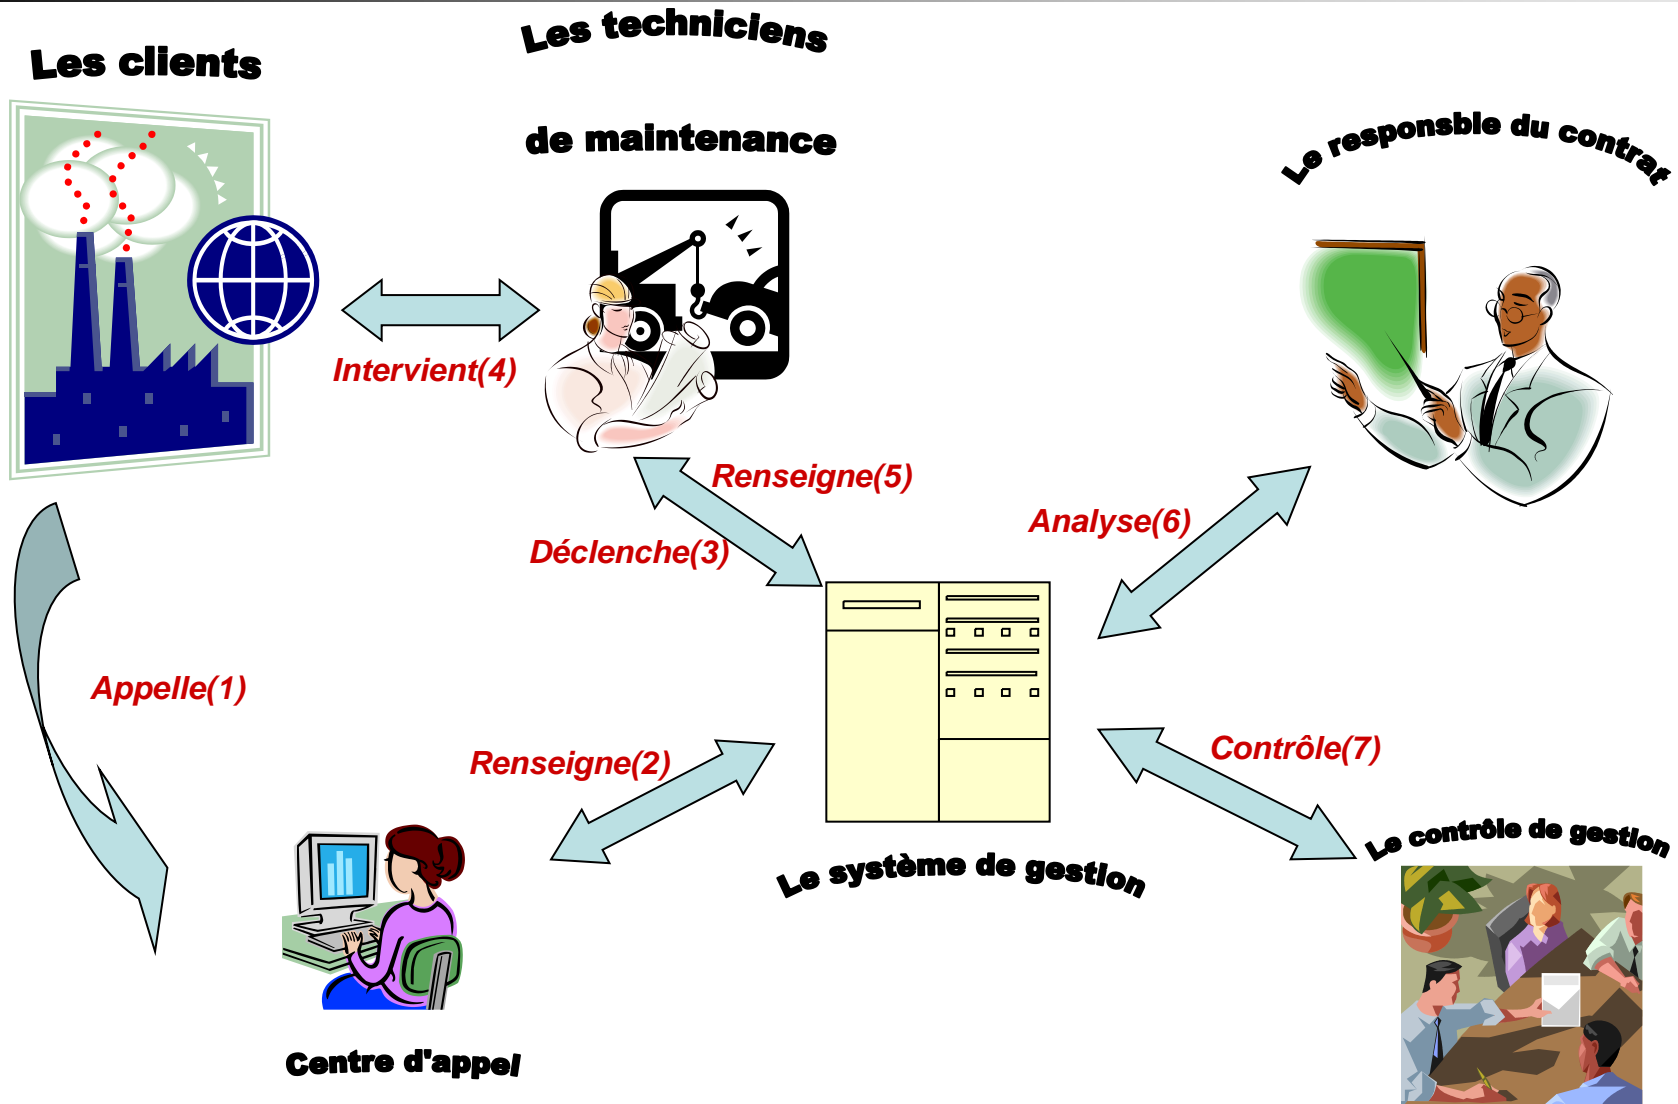 Les clients
Les techniciens
de maintenance
Le responsble du contrat
Intervient(4)
Renseigne(5)
Déclenche(3)
Analyse(6)
Appelle(1)
Renseigne(2)
Contrôle(7)
Le système de gestion
Le contrôle de gestion
Centre d'appel